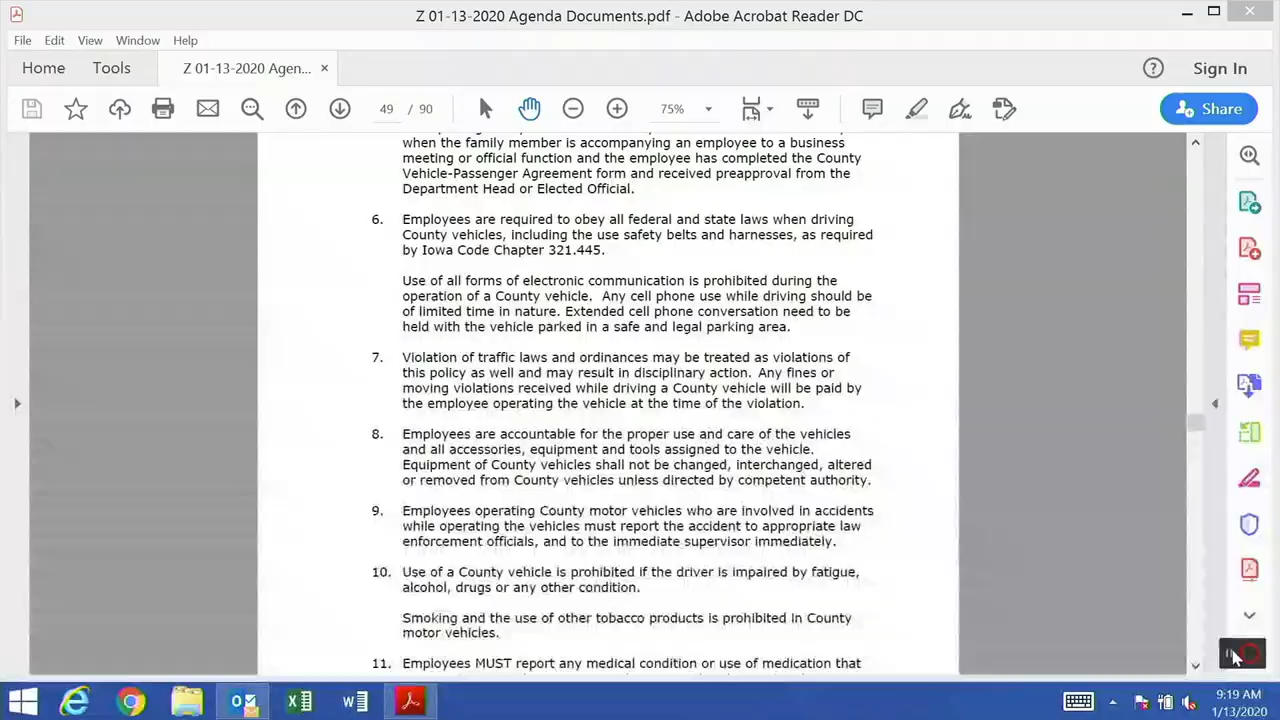 Z 01-13-2020 Agenda Documents.pdf - Adobe Acrobat Reader DC
File Edit View Window Help
Home Tools Z 01-13-2020 Agen... × Sign In
49 / 90 75% Share
when the family member is accompanying an employee to a business
meeting or official function and the employee has completed the County
Vehicle-Passenger Agreement form and received preapproval from the
Department Head or Elected Official.
6. Employees are required to obey all federal and state laws when driving
County vehicles, including the use safety belts and harnesses, as required
by Iowa Code Chapter 321.445.
Use of all forms of electronic communication is prohibited during the
operation of a County vehicle. Any cell phone use while driving should be
of limited time in nature. Extended cell phone conversation need to be
held with the vehicle parked in a safe and legal parking area.
7. Violation of traffic laws and ordinances may be treated as violations of
this policy as well and may result in disciplinary action. Any fines or
moving violations received while driving a County vehicle will be paid by
the employee operating the vehicle at the time of the violation.
8. Employees are accountable for the proper use and care of the vehicles
and all accessories, equipment and tools assigned to the vehicle.
Equipment of County vehicles shall not be changed, interchanged, altered
or removed from County vehicles unless directed by competent authority.
9. Employees operating County motor vehicles who are involved in accidents
while operating the vehicles must report the accident to appropriate law
enforcement officials, and to the immediate supervisor immediately.
10. Use of a County vehicle is prohibited if the driver is impaired by fatigue,
alcohol, drugs or any other condition.
Smoking and the use of other tobacco products is prohibited in County
motor vehicles.
11. Employees MUST report any medical condition or use of medication that
9:19 AM
1/13/2020